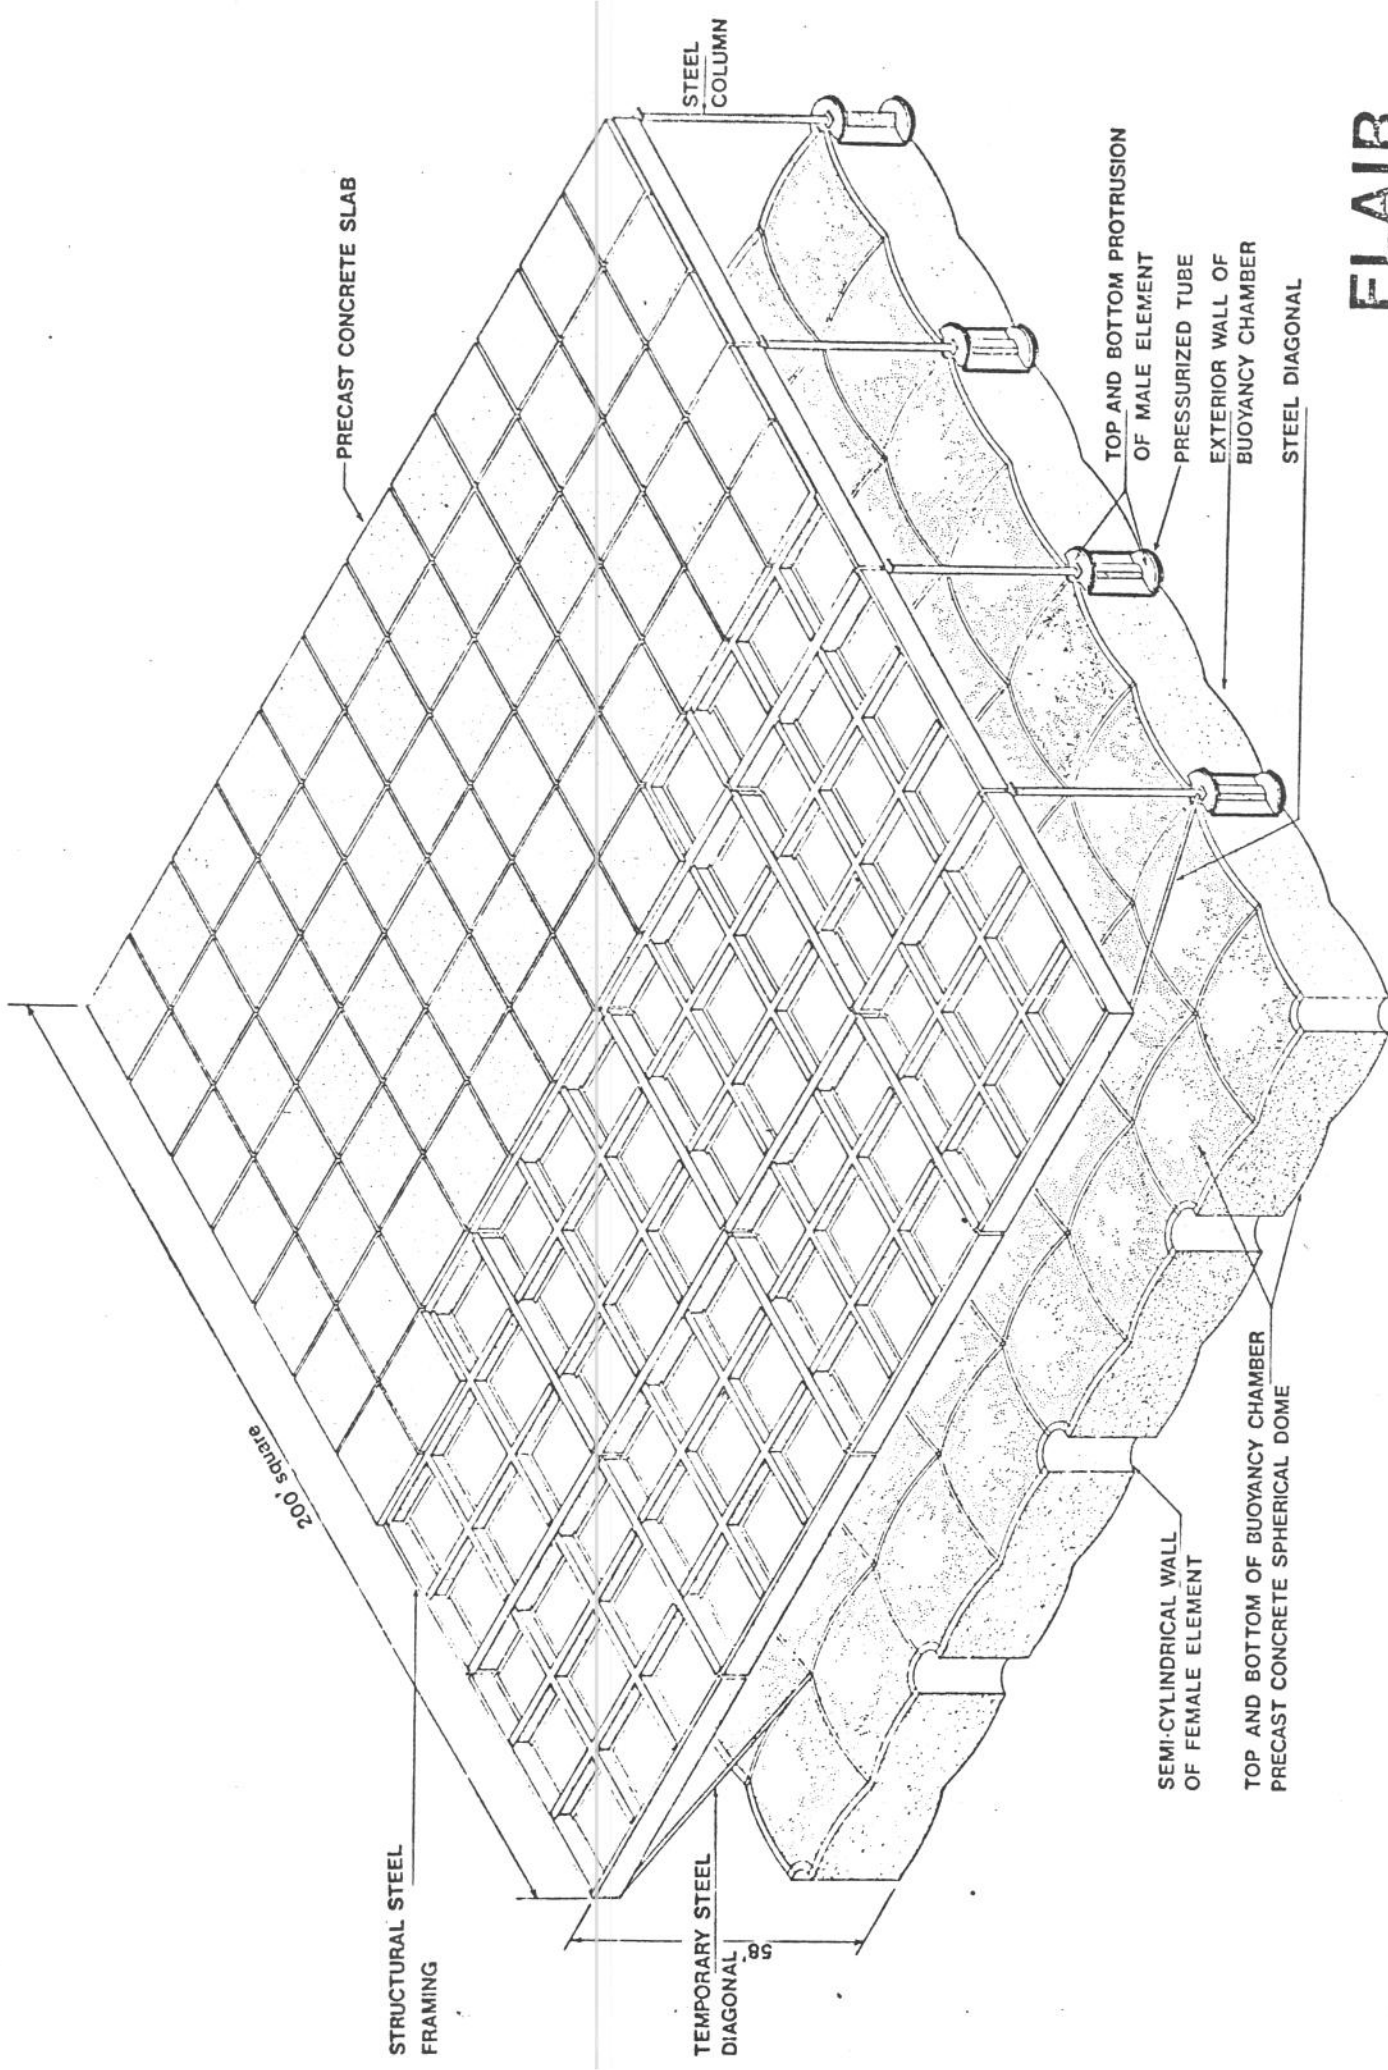 PRECAST CONCRETE SLAB
STEEL
COLUMN
200' square
STRUCTURAL STEEL
FRAMING
TOP AND BOTTOM PROTRUSION
OF MALE ELEMENT
PRESSURIZED TUBE
EXTERIOR WALL OF
BUOYANCY CHAMBER
STEEL DIAGONAL
TEMPORARY STEEL
DIAGONAL
58'
SEMI-CYLINDRICAL WALL
OF FEMALE ELEMENT
TOP AND BOTTOM OF BUOYANCY CHAMBER
PRECAST CONCRETE SPHERICAL DOME